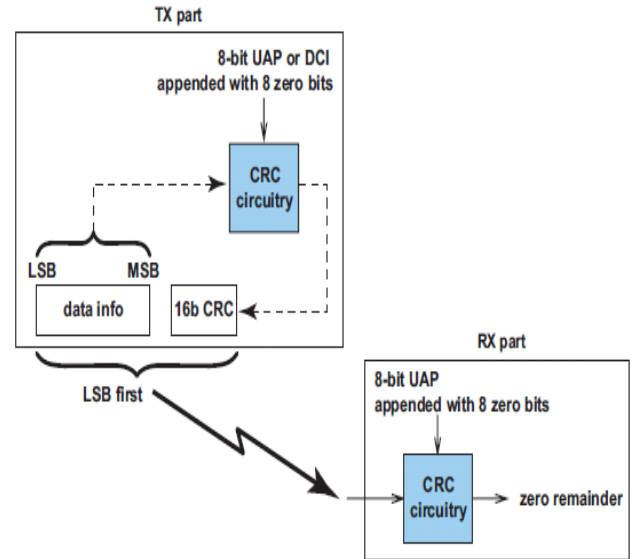 TX part
8-bit UAP or DCI
appended with 8 zero bits
CRC
circuitry
LSB
MSB
data info
16b CRC
LSB first
RX part
8-bit UAP
appended with 8 zero bits
CRC
circuitry
zero remainder